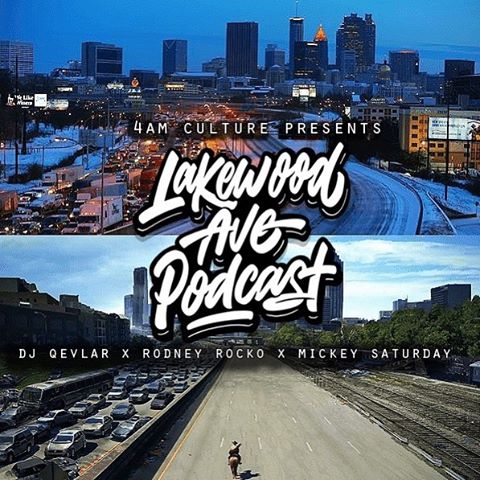 4AM CULTURE PRESENTS
Lakewood
Ave
Podcast
DJ QEVLAR X RODNEY ROCKO X MICKEY SATURDAY